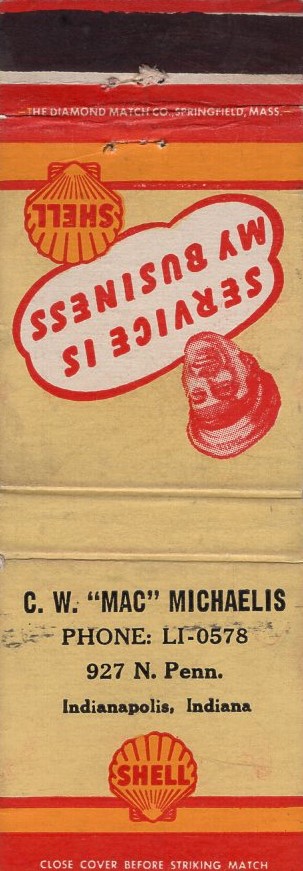 THE DIAMOND MATCH CO., SPRINGFIELD, MASS.
SHELL
SERVICE IS
MY BUSINESS
C. W. "MAC" MICHAELIS
PHONE: LI-0578
927 N. Penn.
Indianapolis, Indiana
SHELL
CLOSE COVER BEFORE STRIKING MATCH